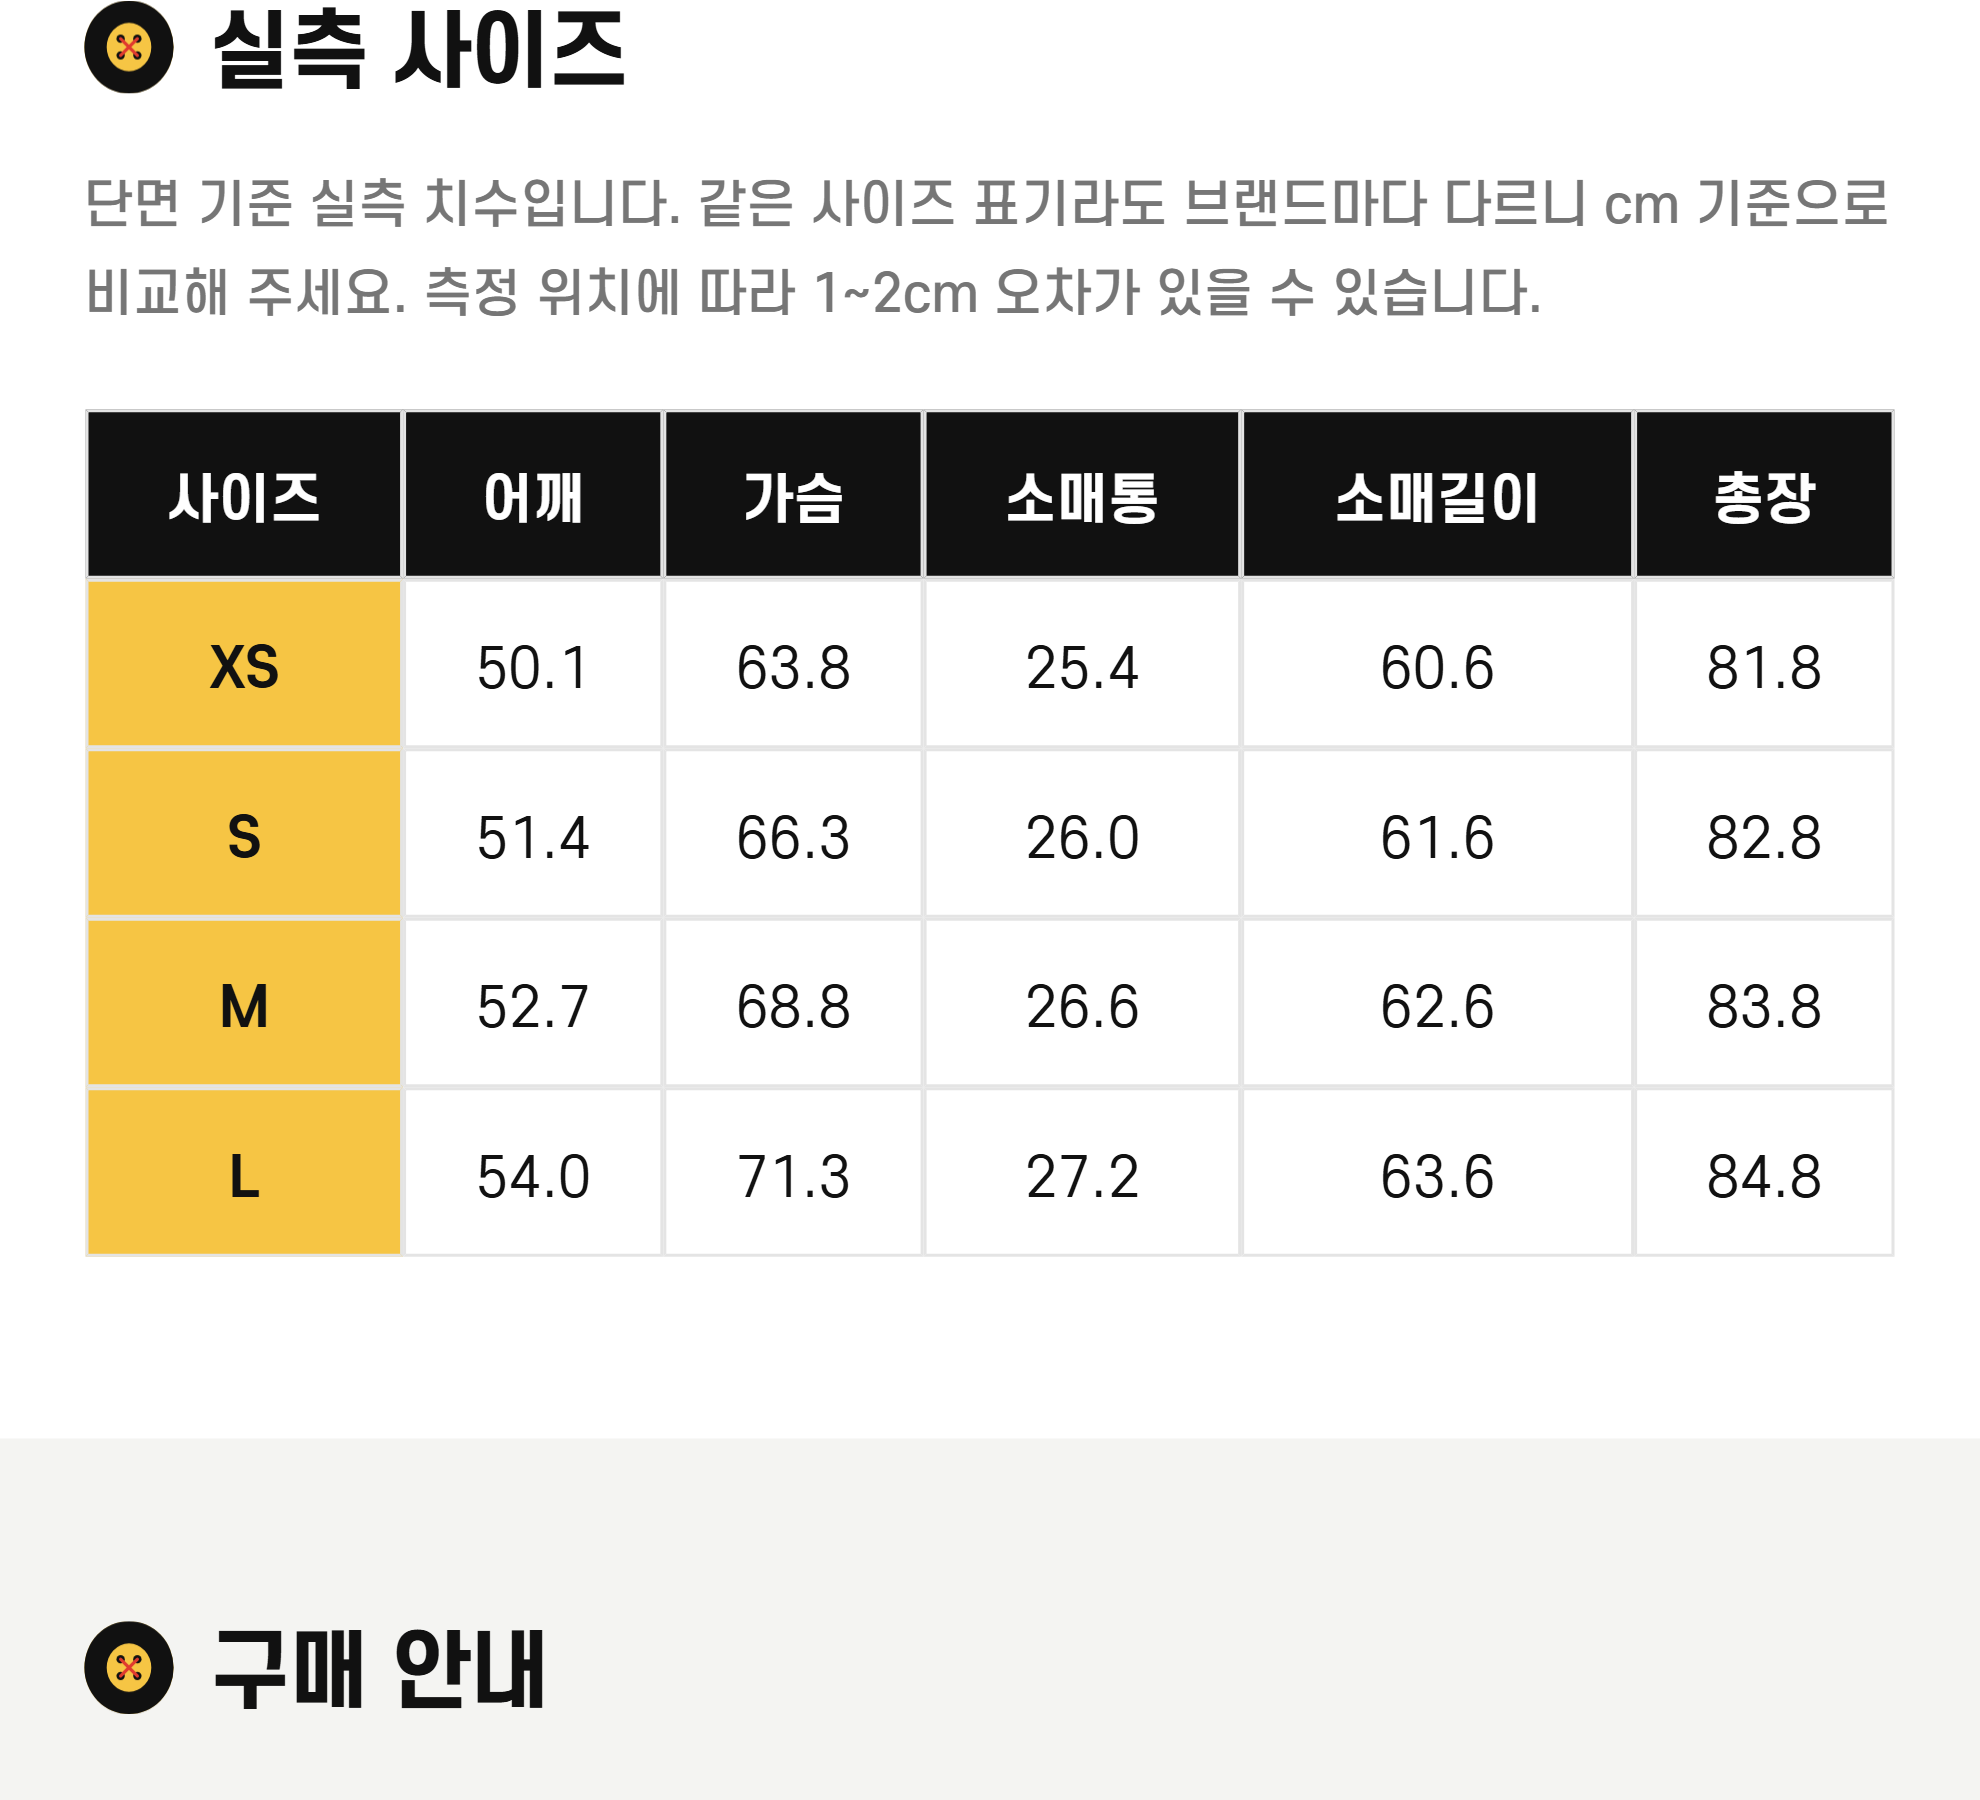 실측 사이즈
단면 기준 실측 치수입니다. 같은 사이즈 표기라도 브랜드마다 다르니 cm 기준으로
비교해 주세요. 측정 위치에 따라 1~2cm 오차가 있을 수 있습니다.
사이즈 어깨 가슴 소매통 소매길이 총장
XS 50.1 63.8 25.4 60.6 81.8
S 51.4 66.3 26.0 61.6 82.8
M 52.7 68.8 26.6 62.6 83.8
L 54.0 71.3 27.2 63.6 84.8
구매 안내